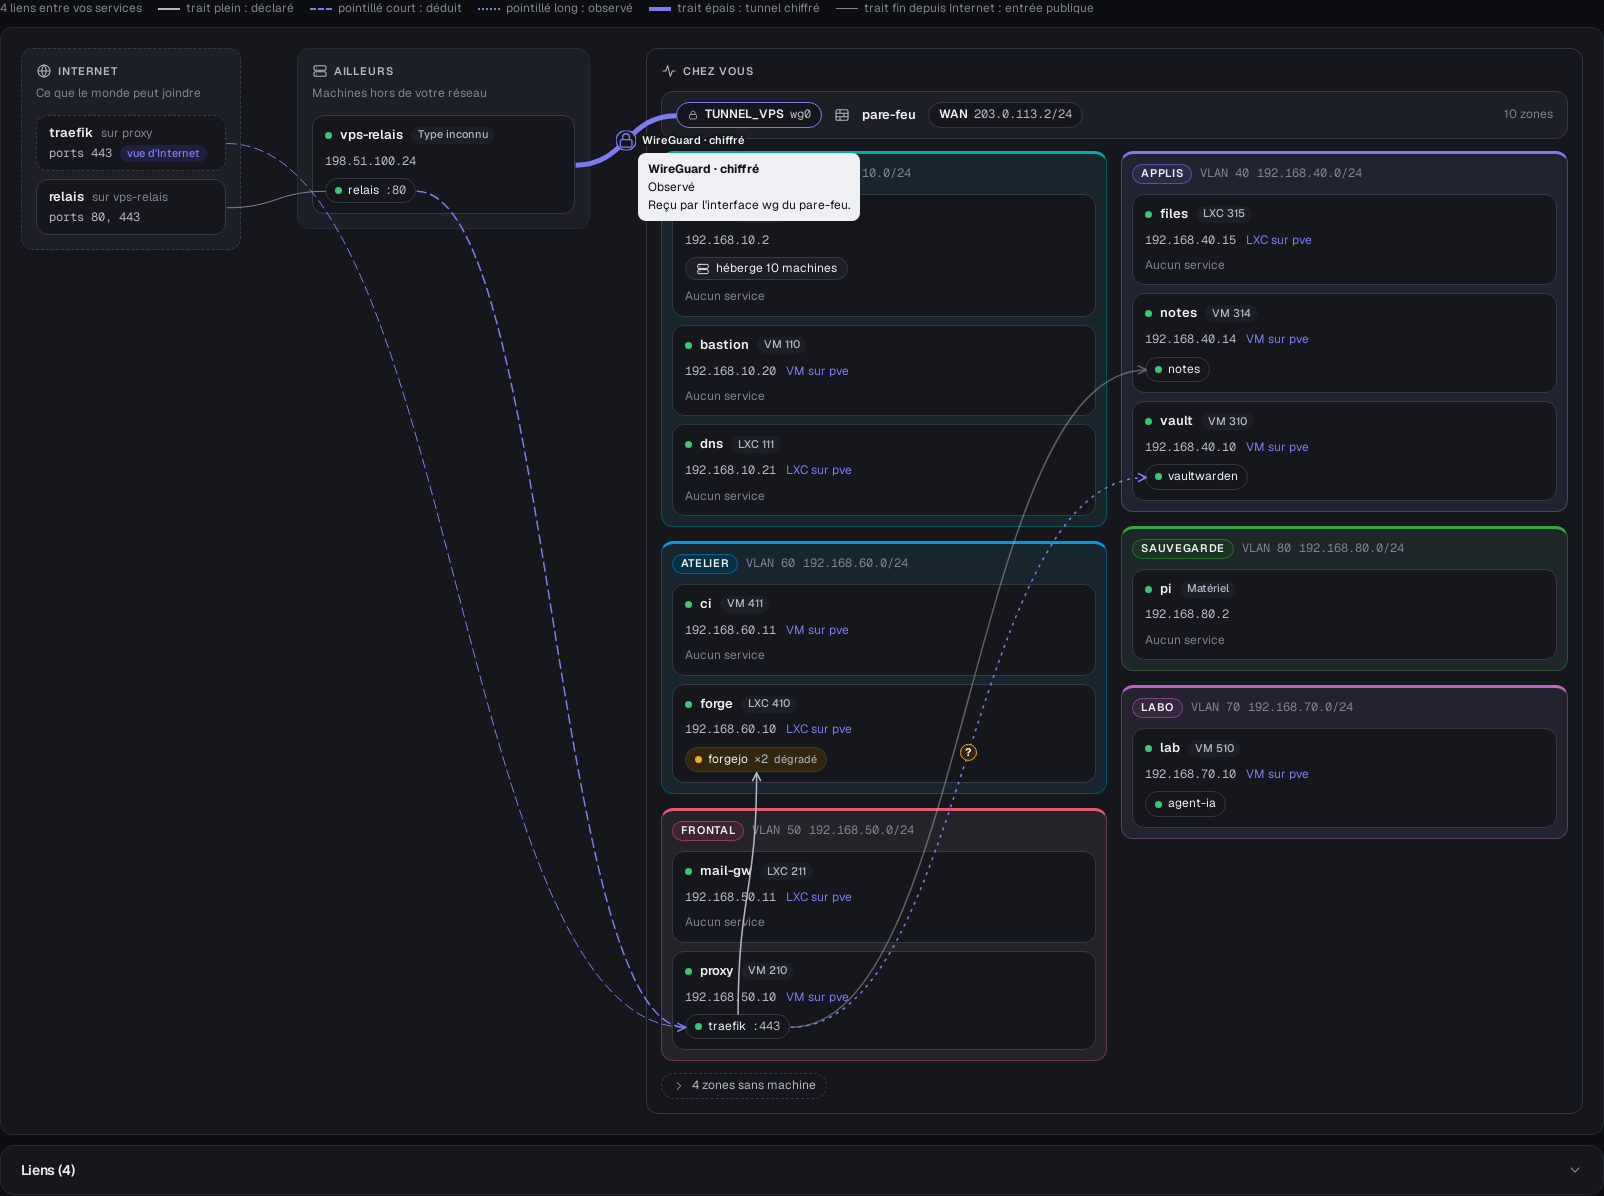 4 liens entre vos services
trait plein : déclaré
pointillé court : déduit
pointillé long : observé
trait épais : tunnel chiffré
trait fin depuis Internet : entrée publique
INTERNET
Ce que le monde peut joindre
traefik sur proxy
ports 443 vue d'Internet
relais sur vps-relais
ports 80, 443
AILLEURS
Machines hors de votre réseau
vps-relais Type inconnu
198.51.100.24
relais :80
CHEZ VOUS
TUNNEL_VPS wg0
pare-feu
WAN 203.0.113.2/24
10 zones
WireGuard · chiffré
WireGuard · chiffré
Observé
Reçu par l'interface wg du pare-feu.
10.0/24
192.168.10.2
héberge 10 machines
Aucun service
bastion VM 110
192.168.10.20 VM sur pve
Aucun service
dns LXC 111
192.168.10.21 LXC sur pve
Aucun service
ATELIER VLAN 60 192.168.60.0/24
ci VM 411
192.168.60.11 VM sur pve
Aucun service
forge LXC 410
192.168.60.10 LXC sur pve
forgejo ×2 dégradé
?
FRONTAL VLAN 50 192.168.50.0/24
mail-gw LXC 211
192.168.50.11 LXC sur pve
Aucun service
proxy VM 210
192.168.50.10 VM sur pve
traefik :443
4 zones sans machine
APPLIS VLAN 40 192.168.40.0/24
files LXC 315
192.168.40.15 LXC sur pve
Aucun service
notes VM 314
192.168.40.14 VM sur pve
notes
vault VM 310
192.168.40.10 VM sur pve
vaultwarden
SAUVEGARDE VLAN 80 192.168.80.0/24
pi Matériel
192.168.80.2
Aucun service
LABO VLAN 70 192.168.70.0/24
lab VM 510
192.168.70.10 VM sur pve
agent-ia
Liens (4)